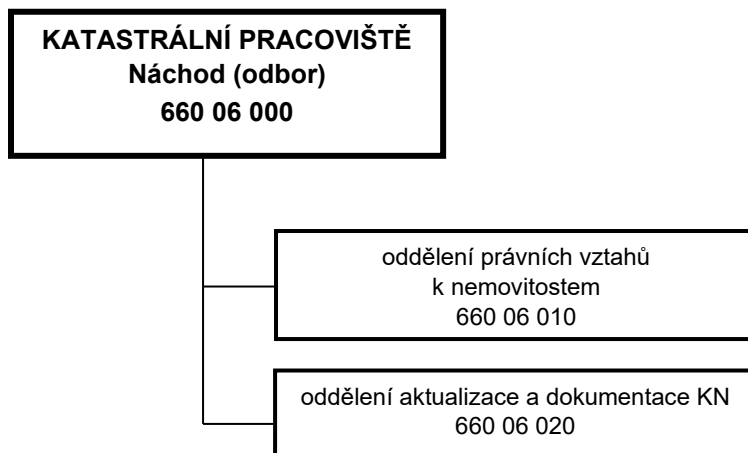 KATASTRÁLNÍ PRACOVIŠTĚ
Náchod (odbor)
660 06 000
oddělení právních vztahů
k nemovitostem
660 06 010
oddělení aktualizace a dokumentace KN
660 06 020